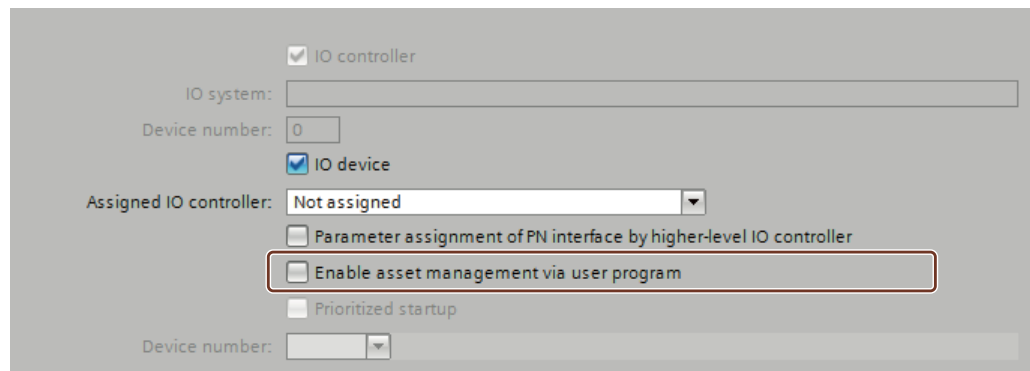 IO controller
IO system:
Device number: 0
IO device
Assigned IO controller: Not assigned
Parameter assignment of PN interface by higher-level IO controller
Enable asset management via user program
Prioritized startup
Device number: